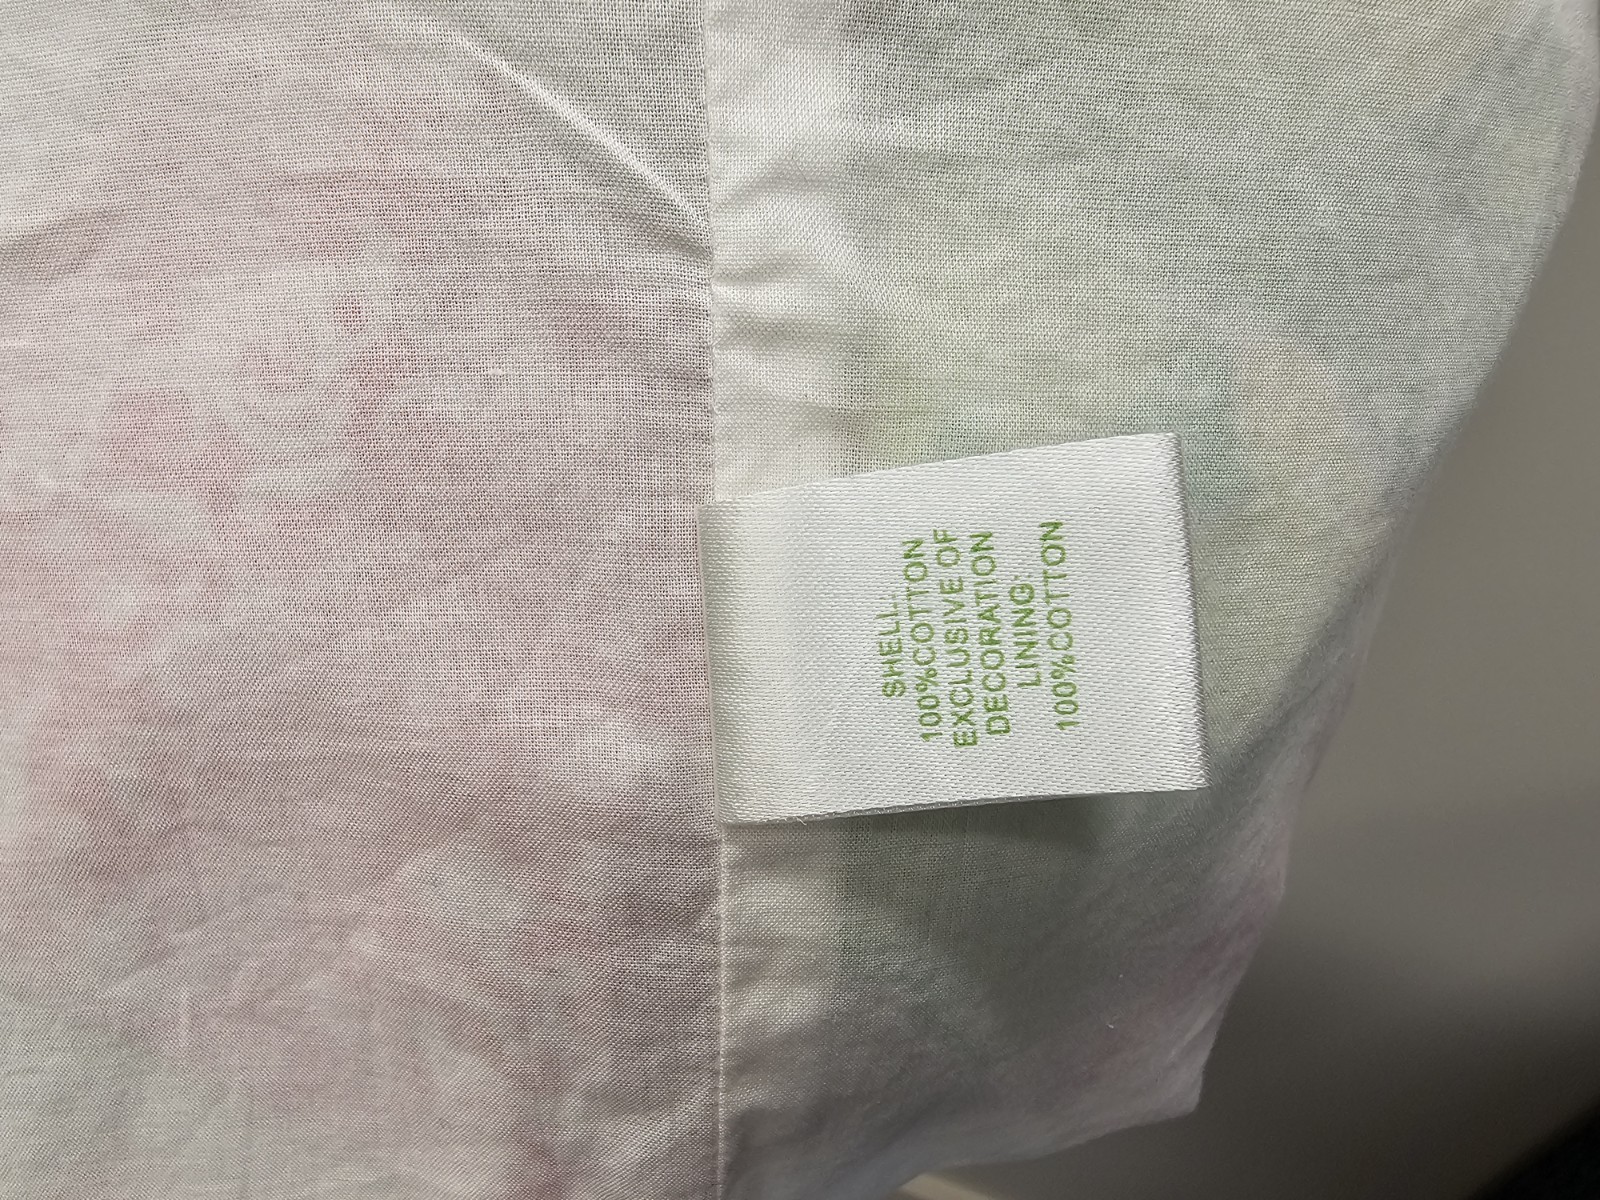 SHELL
100%COTTON
EXCLUSIVE OF
DECORATION
LINING
100%COTTON